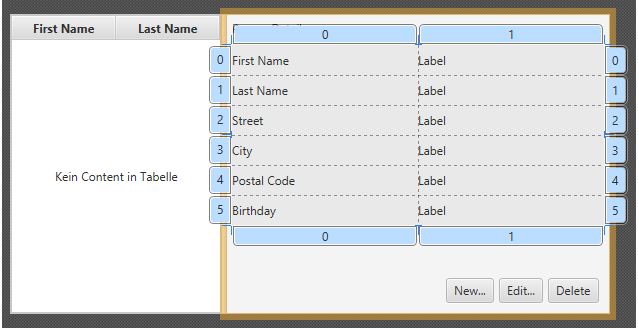 First Name Last Name
0 1
0 First Name Label 0
1 Last Name Label 1
2 Street Label 2
3 City Label 3
Kein Content in Tabelle
4 Postal Code Label 4
5 Birthday Label 5
0 1
New... Edit... Delete